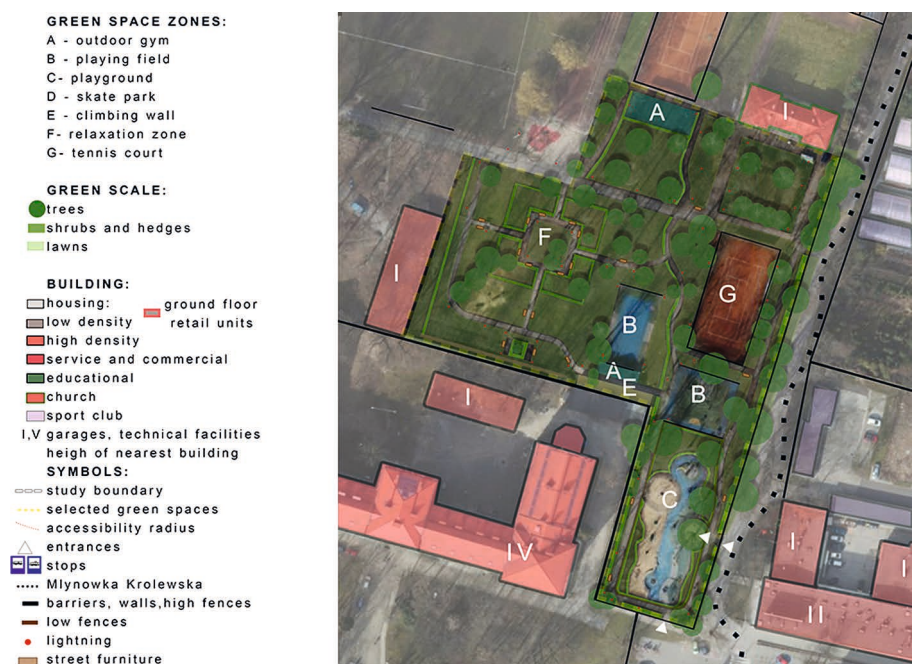 GREEN SPACE ZONES:
A - outdoor gym
B - playing field
C- playground
D - skate park
E - climbing wall
F- relaxation zone
G- tennis court
GREEN SCALE:
trees
shrubs and hedges
lawns
BUILDING:
housing:
ground floor
retail units
low density
high density
service and commercial
educational
church
sport club
I,V garages, technical facilities
heigh of nearest building
SYMBOLS:
study boundary
selected green spaces
accessibility radius
entrances
stops
Mlynowka Krolewska
barriers, walls,high fences
low fences
lightning
street furniture
A
I
F
I
G
B
A
E
B
I
C
IV
I
I
II